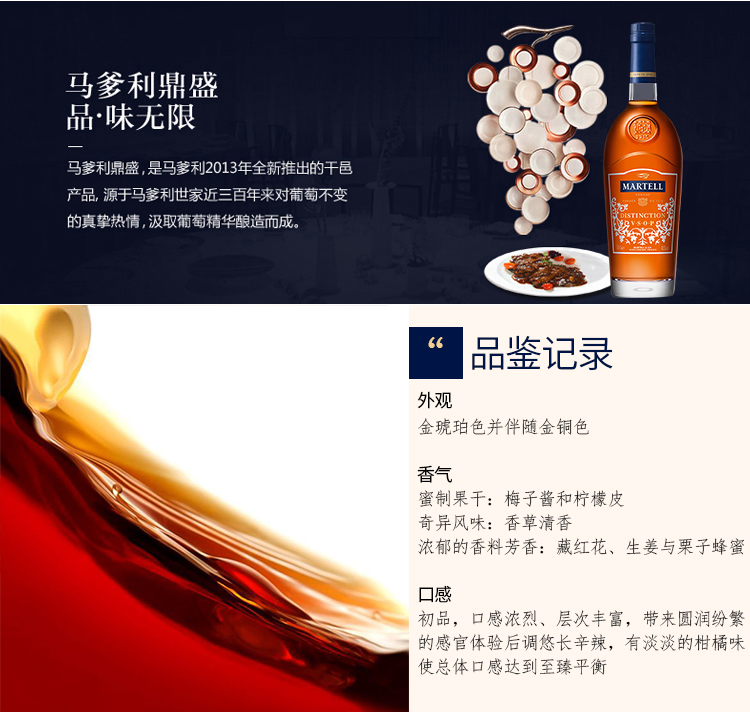 马爹利鼎盛
品·味无限
马爹利鼎盛,是马爹利2013年全新推出的干邑
产品,源于马爹利世家近三百年来对葡萄不变
的真挚热情,汲取葡萄精华酿造而成。
MARTELL
DISTINCTION
V.S.O.P
“
品鉴记录
外观
金琥珀色并伴随金铜色
香气
蜜制果干：梅子酱和柠檬皮
奇异风味：香草清香
浓郁的香料芳香：藏红花、生姜与栗子蜂蜜
口感
初品，口感浓烈、层次丰富，带来圆润纷繁
的感官体验后调悠长辛辣，有淡淡的柑橘味
使总体口感达到至臻平衡